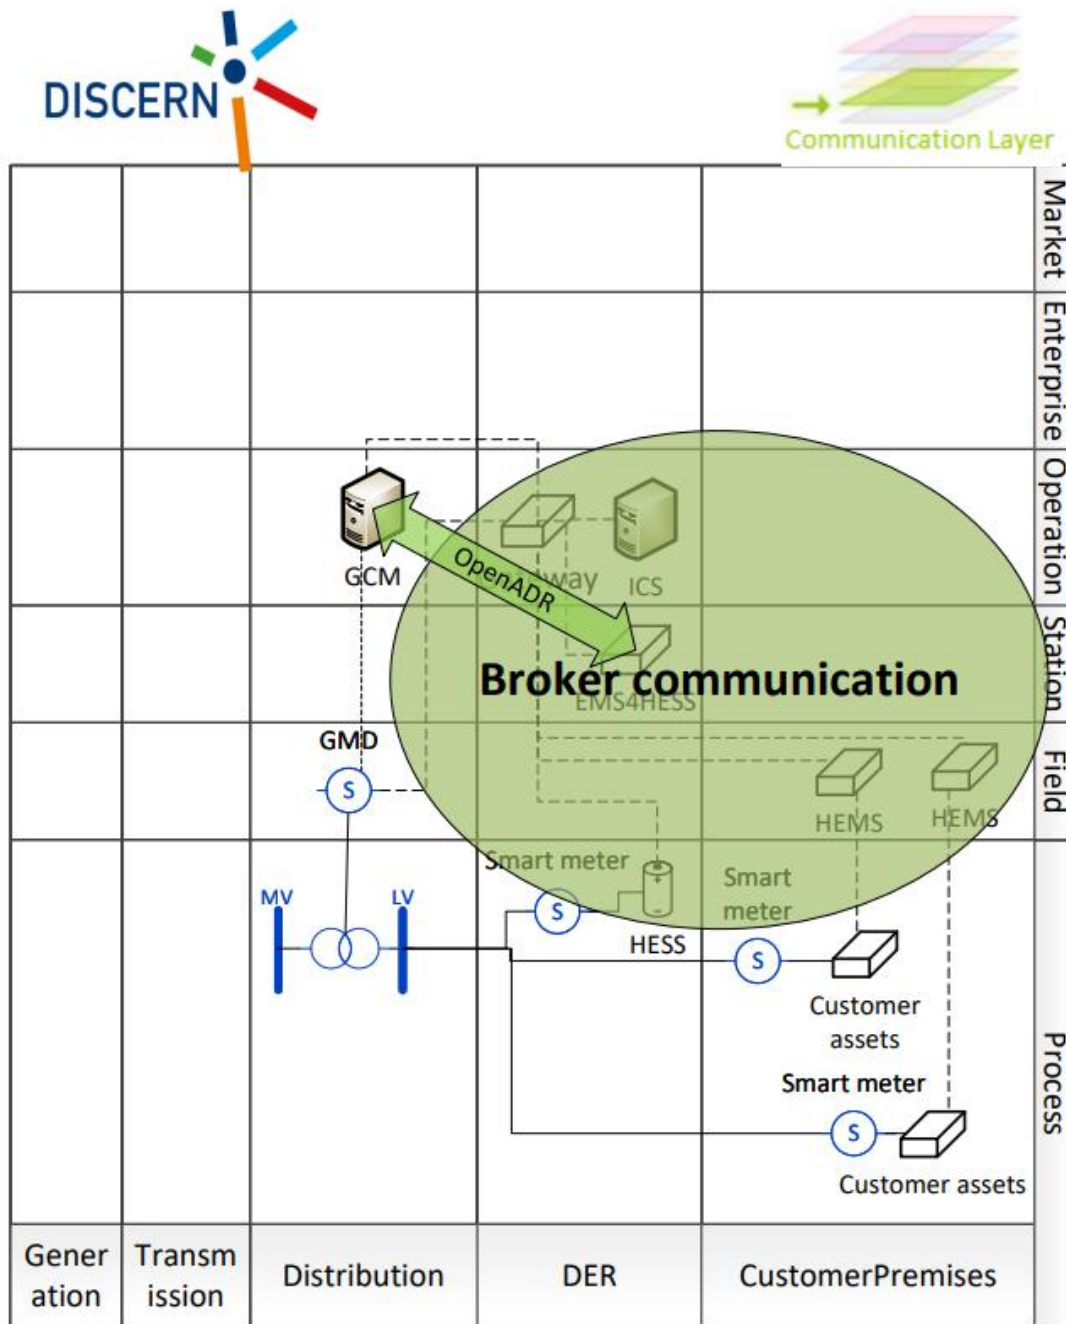 DISCERN
Communication Layer
Market
Enterprise
Operation
GCM
OpenADR
way
ICS
Station
Broker communication
EMS4HESS
GMD
S
Field
HEMS
HEMS
Smart meter
Smart
meter
MV
LV
S
HESS
S
Customer
assets
Process
Smart meter
S
Customer assets
Gener
ation
Transm
ission
Distribution
DER
CustomerPremises